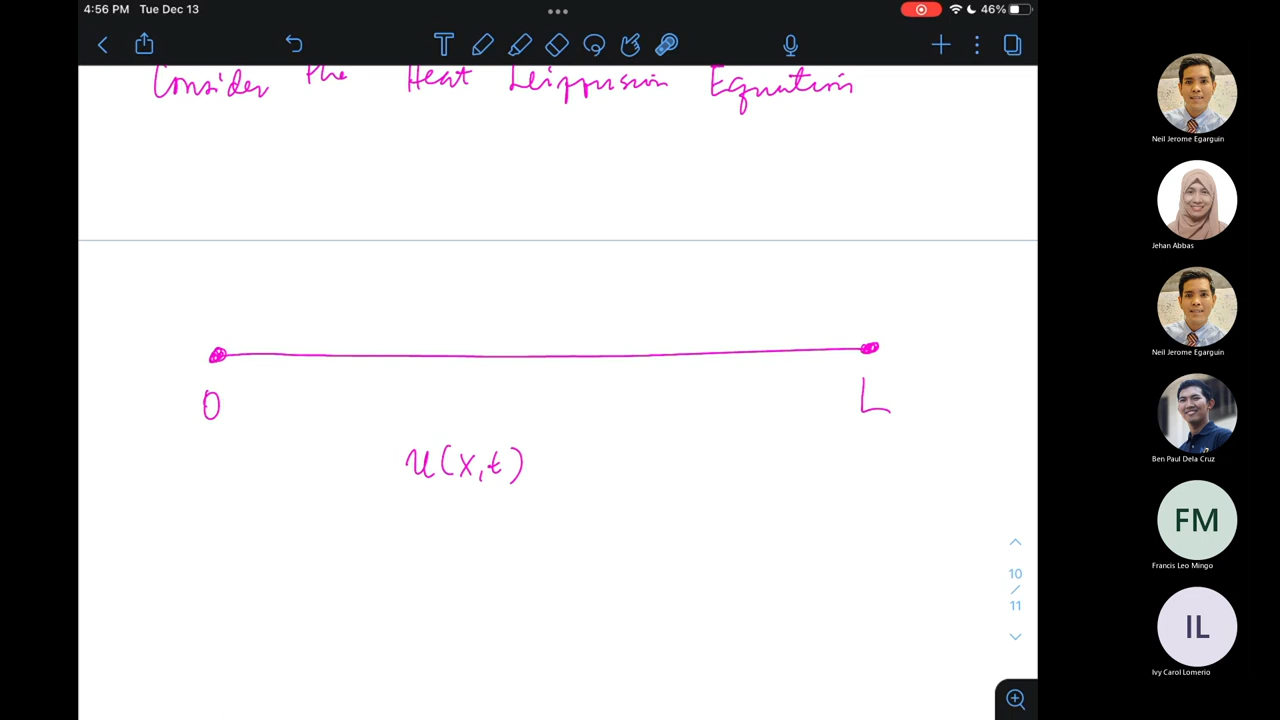 4:56 PM Tue Dec 13
46%
Consider the Heat Equation
0
L
u(x,t)
10
/
11
Neil Jerome Egarguin
Jehan Abbas
Neil Jerome Egarguin
Ben Paul Dela Cruz
FM
Francis Leo Mingo
IL
Ivy Carol Lomerio